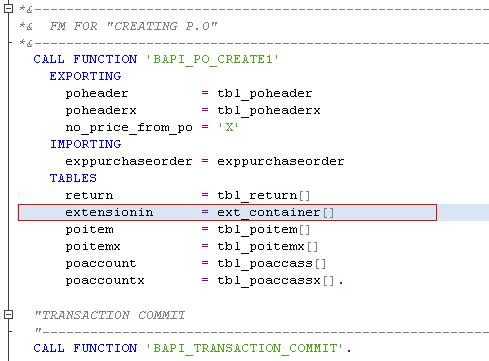 *&---------------------------------------------------------------
*&  FM FOR "CREATING P.O"
*&---------------------------------------------------------------
CALL FUNCTION 'BAPI_PO_CREATE1'
EXPORTING
poheader = tbl_poheader
poheaderx = tbl_poheaderx
no_price_from_po = 'X'
IMPORTING
exppurchaseorder = exppurchaseorder
TABLES
return = tbl_return[]
extensionin = ext_container[]
poitem = tbl_poitem[]
poitemx = tbl_poitemx[]
poaccount = tbl_poaccass[]
poaccountx = tbl_poaccassx[].
"TRANSACTION COMMIT
"---------------------------------------------------------------
CALL FUNCTION 'BAPI_TRANSACTION_COMMIT'.